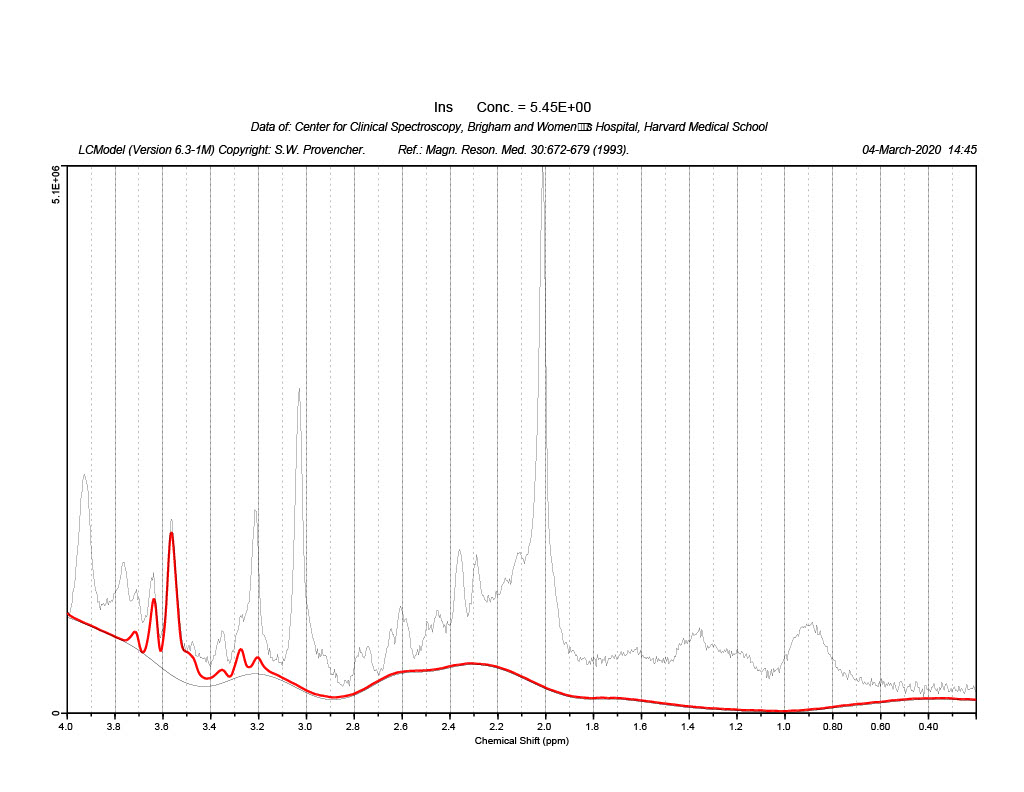 Ins Conc. = 5.45E+00
Data of: Center for Clinical Spectroscopy, Brigham and Women□□s Hospital, Harvard Medical School
LCModel (Version 6.3-1M) Copyright: S.W. Provencher. Ref.: Magn. Reson. Med. 30:672-679 (1993). 04-March-2020 14:45
5.1E+06
0
4.0 3.8 3.6 3.4 3.2 3.0 2.8 2.6 2.4 2.2 2.0 1.8 1.6 1.4 1.2 1.0 0.80 0.60 0.40
Chemical Shift (ppm)